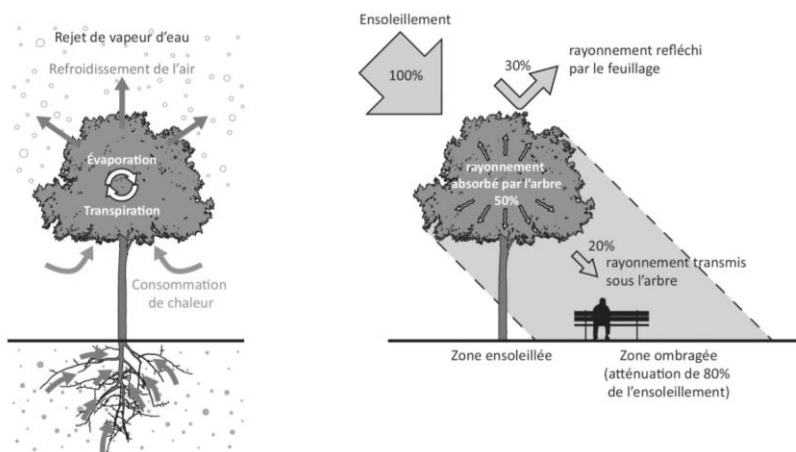 Rejet de vapeur d'eau
Refroidissement de l'air
Évaporation
Transpiration
Consommation
de chaleur
Ensoleillement
100%
30%
rayonnement refléchi
par le feuillage
rayonnement
absorbé par l'arbre
50%
20%
rayonnement transmis
sous l'arbre
Zone ensoleillée
Zone ombragée
(atténuation de 80%
de l'ensoleillement)